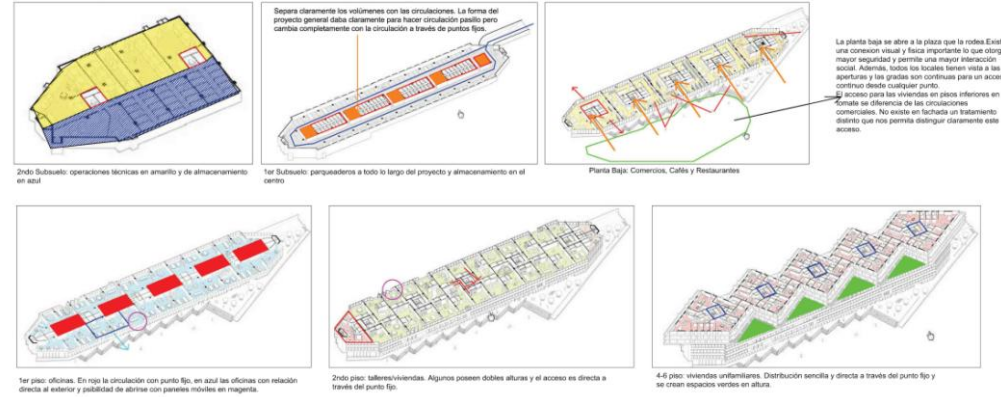 Separa claramente los volúmenes con las circulaciones. La forma del
proyecto general daba claramente para hacer circulación pasillo pero
cambia completamente con la circulación a través de puntos fijos.
La planta baja se abre a la plaza que la rodea.Exist
una conexion visual y física importante lo que otorg
mayor seguridad y permite una mayor interacción
social. Además, todos los locales tienen vista a las
aperturas y las gradas son continuas para un acces
continuo desde cualquier punto.
El acceso para las viviendas en pisos inferiores en
tomate se diferencia de las circulaciones
comerciales. No existe en fachada un tratamiento
distinto que nos permita distinguir claramente este
acceso.
2ndo Subsuelo: operaciones técnicas en amarillo y de almacenamiento
en azul
1er Subsuelo: parqueaderos a todo lo largo del proyecto y almacenamiento en el
centro
Planta Baja: Comercios, Cafés y Restaurantes
1er piso: oficinas. En rojo la circulación con punto fijo, en azul las oficinas con relación
directa al exterior y psibilidad de abrirse con paneles móviles en magenta.
2ndo piso: talleres/viviendas. Algunos poseen dobles alturas y el acceso es directa a
través del punto fijo.
4-6 piso: viviendas unifamiliares. Distribución sencilla y directa a través del punto fijo y
se crean espacios verdes en altura.